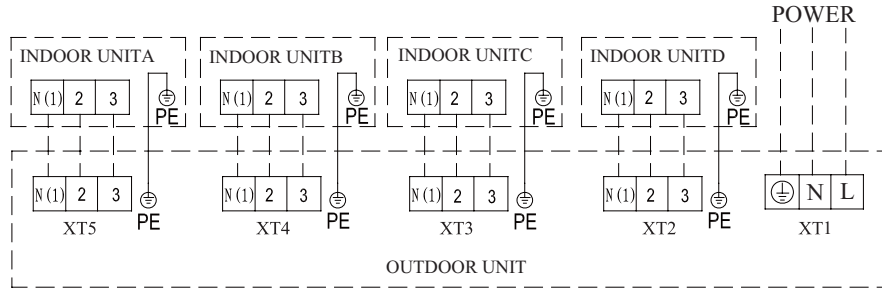 POWER
INDOOR UNITA INDOOR UNITB INDOOR UNITC INDOOR UNITD
N (1) 2 3 PE N (1) 2 3 PE N (1) 2 3 PE N (1) 2 3 PE
N (1) 2 3 PE N (1) 2 3 PE N (1) 2 3 PE N (1) 2 3 PE N L
XT5 XT4 XT3 XT2 XT1
OUTDOOR UNIT